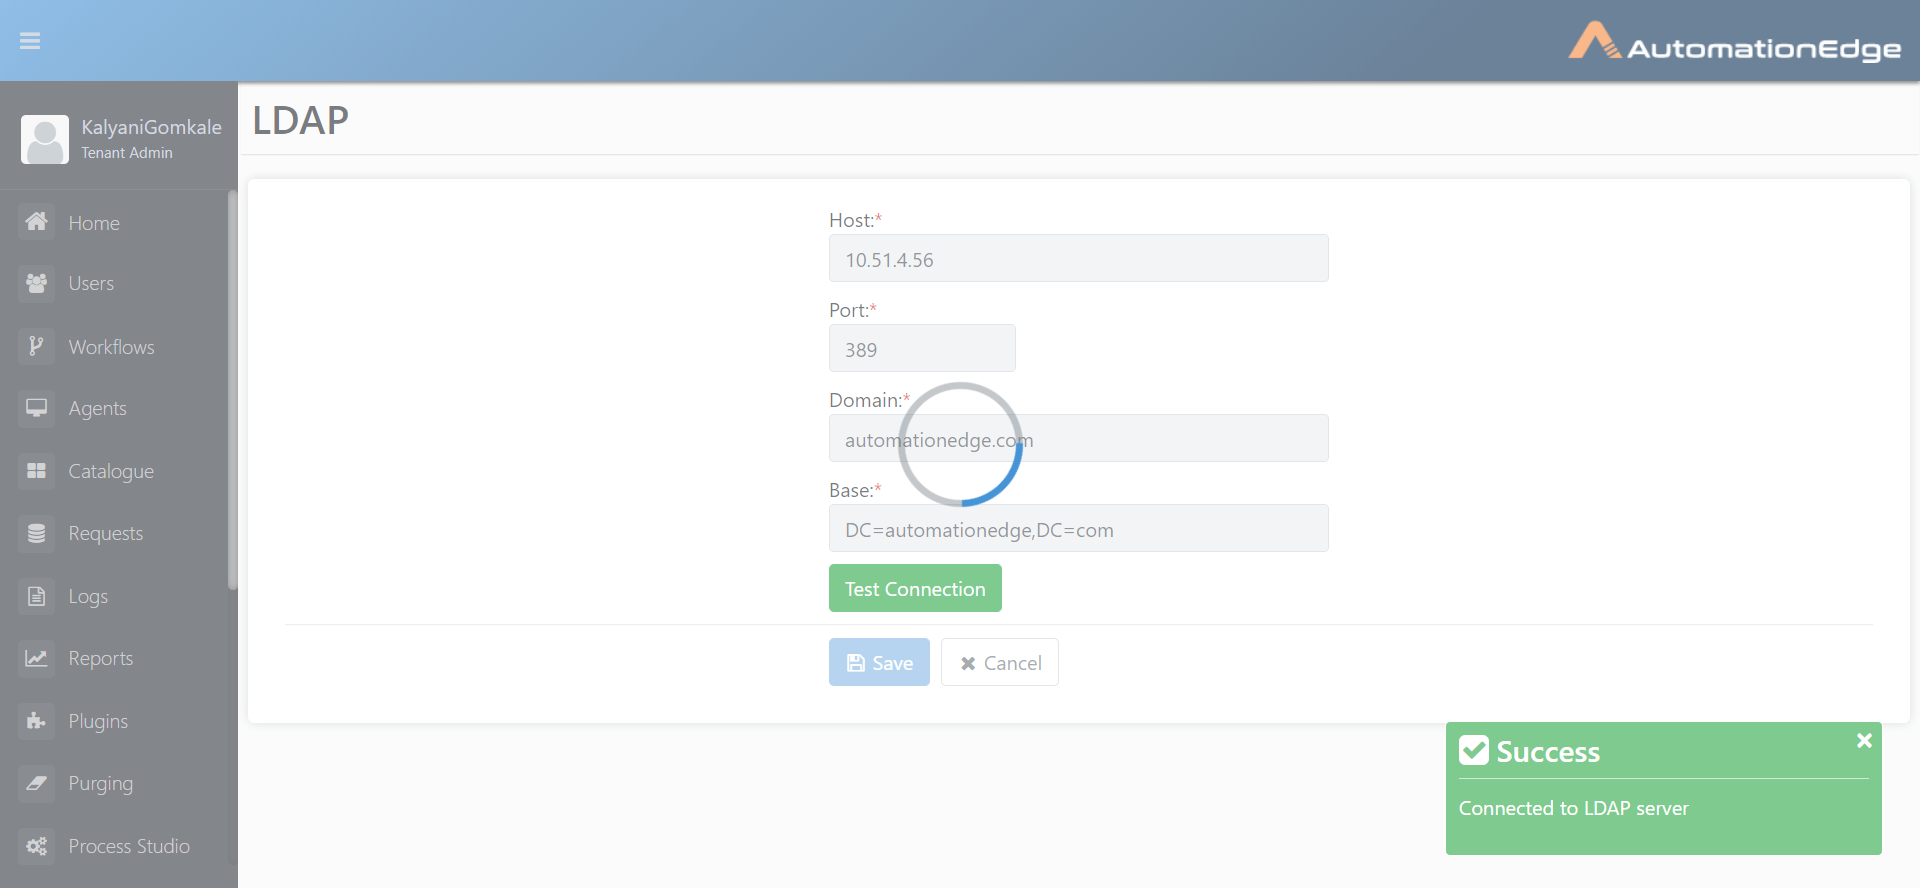 AutomationEdge
KalyaniGomkale
Tenant Admin
Home
Users
Workflows
Agents
Catalogue
Requests
Logs
Reports
Plugins
Purging
Process Studio
LDAP
Host:*
10.51.4.56
Port:*
389
Domain:*
automationedge.com
Base:*
DC=automationedge,DC=com
Test Connection
Save
Cancel
Success
Connected to LDAP server